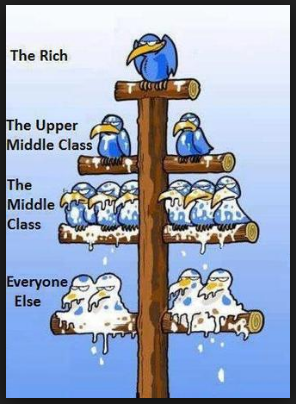 The Rich
The Upper
Middle Class
The
Middle
Class
Everyone
Else